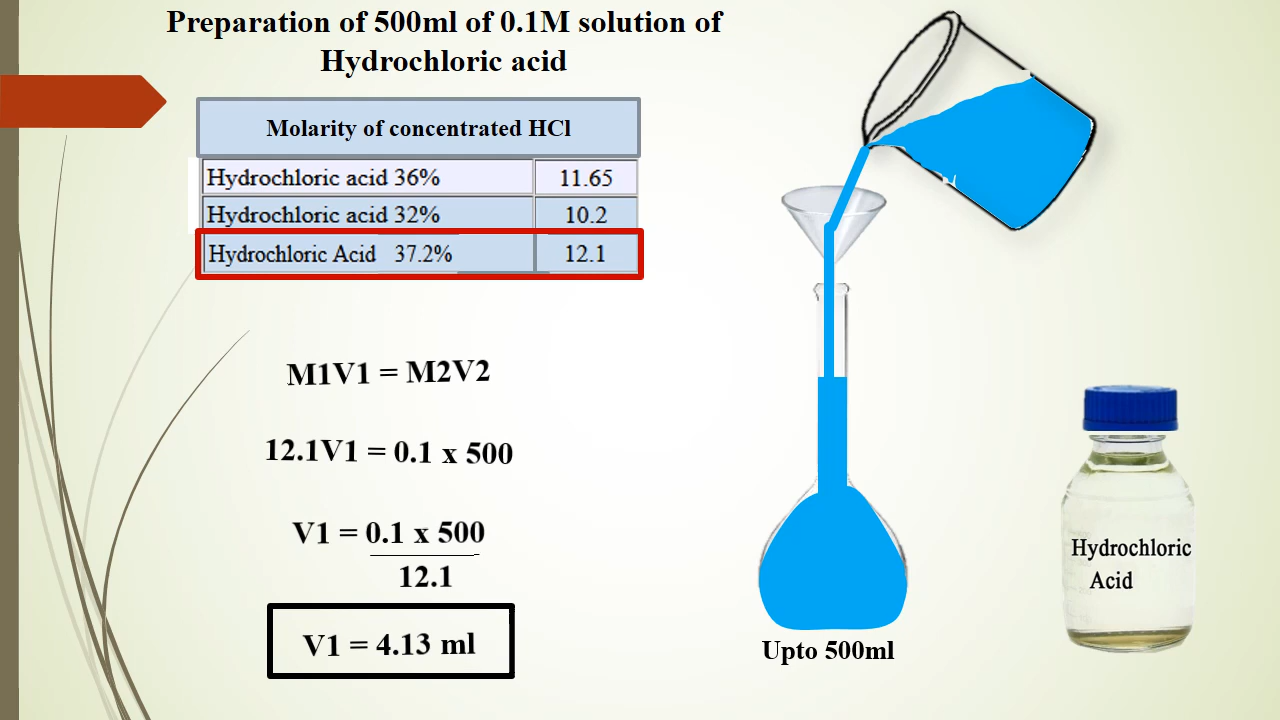 Preparation of 500ml of 0.1M solution of
Hydrochloric acid
Molarity of concentrated HCl
Hydrochloric acid 36% 11.65
Hydrochloric acid 32% 10.2
Hydrochloric Acid 37.2% 12.1
M1V1 = M2V2
12.1V1 = 0.1 x 500
V1 = 0.1 x 500
12.1
V1 = 4.13 ml
Upto 500ml
Hydrochloric
Acid